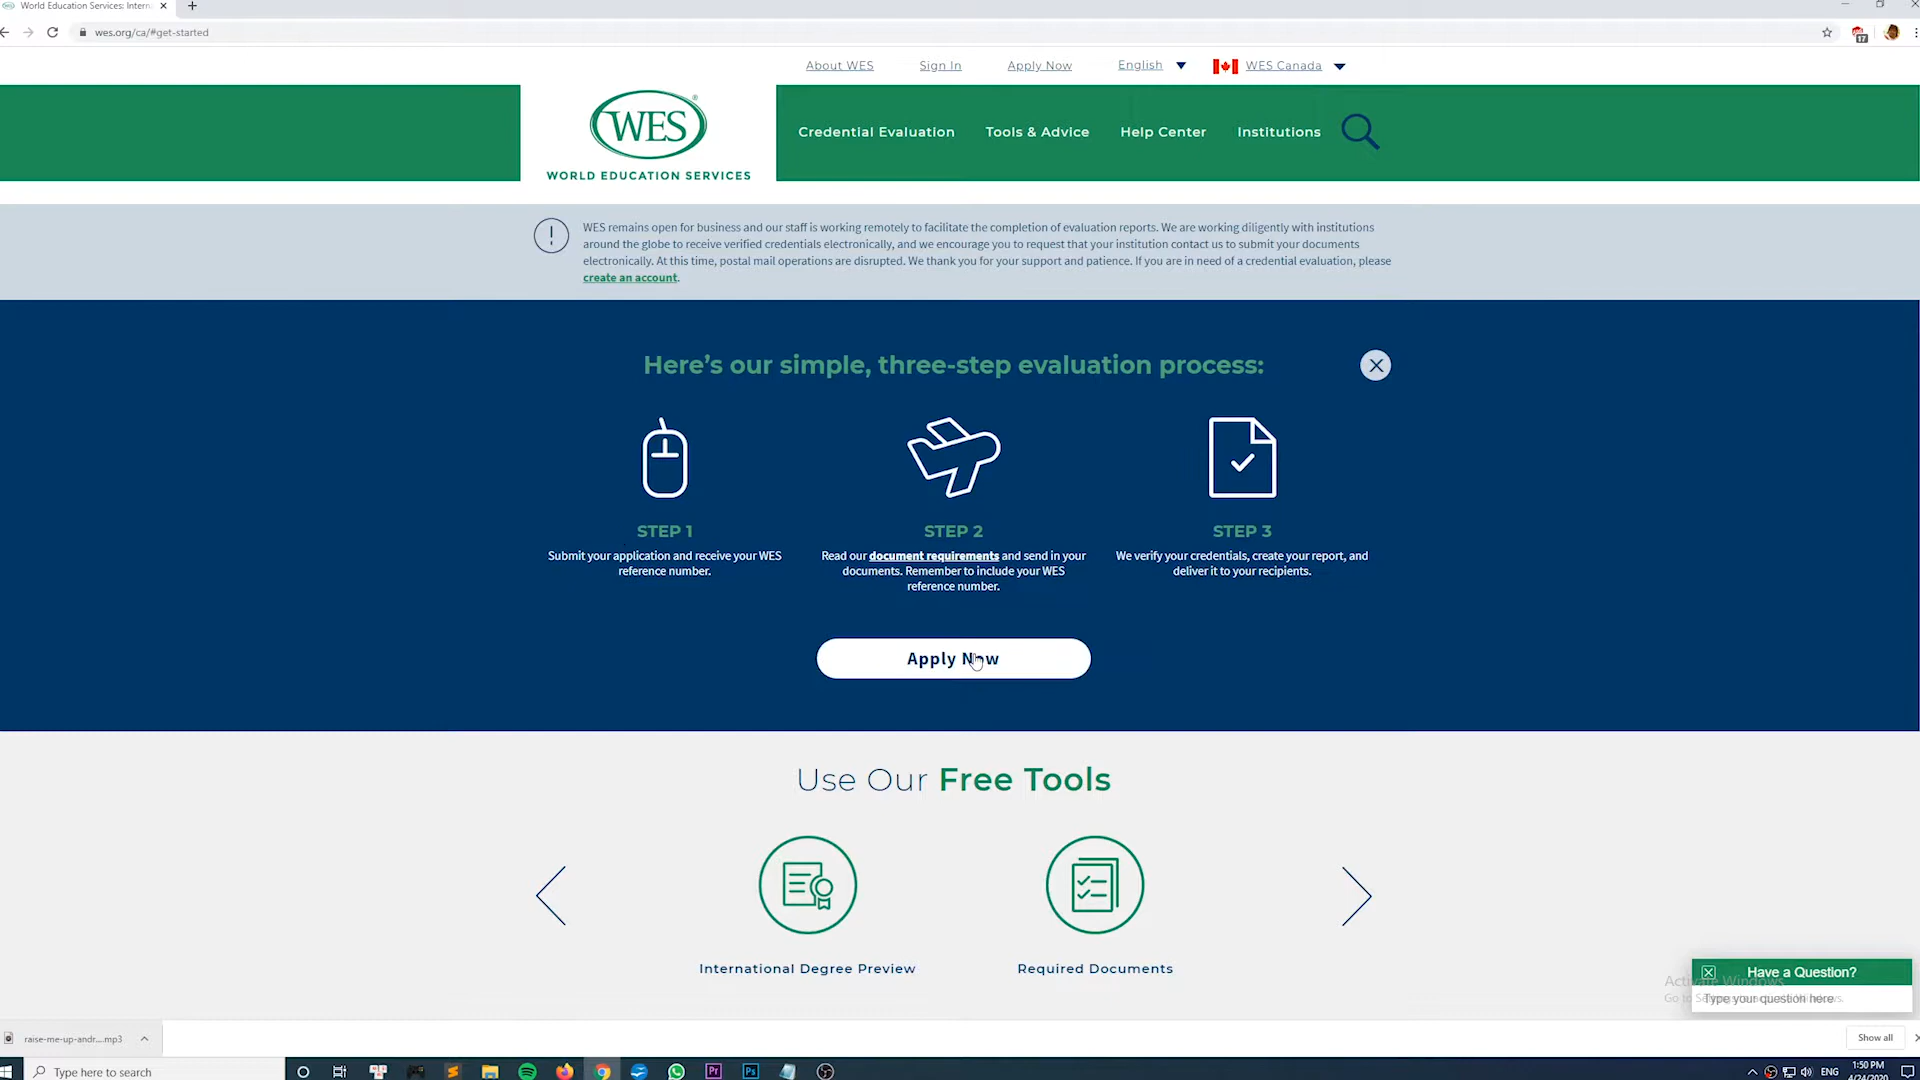 World Education Services: Intern
wes.org/ca/#get-started
17
About WES
Sign In
Apply Now
English
WES Canada
WES
®
WORLD EDUCATION SERVICES
Credential Evaluation
Tools & Advice
Help Center
Institutions
WES remains open for business and our staff is working remotely to facilitate the completion of evaluation reports. We are working diligently with institutions
around the globe to receive verified credentials electronically, and we encourage you to request that your institution contact us to submit your documents
electronically. At this time, postal mail operations are disrupted. We thank you for your support and patience. If you are in need of a credential evaluation, please
create an account.
Here's our simple, three-step evaluation process:
STEP 1
Submit your application and receive your WES
reference number.
STEP 2
Read our document requirements and send in your
documents. Remember to include your WES
reference number.
STEP 3
We verify your credentials, create your report, and
deliver it to your recipients.
Apply Now
Use Our Free Tools
International Degree Preview
Required Documents
Have a Question?
Type your question here
Activate Windows
raise-me-up-andr....mp3
Show all
Type here to search
Pr
Ps
ENG
1:50 PM
4/24/2020